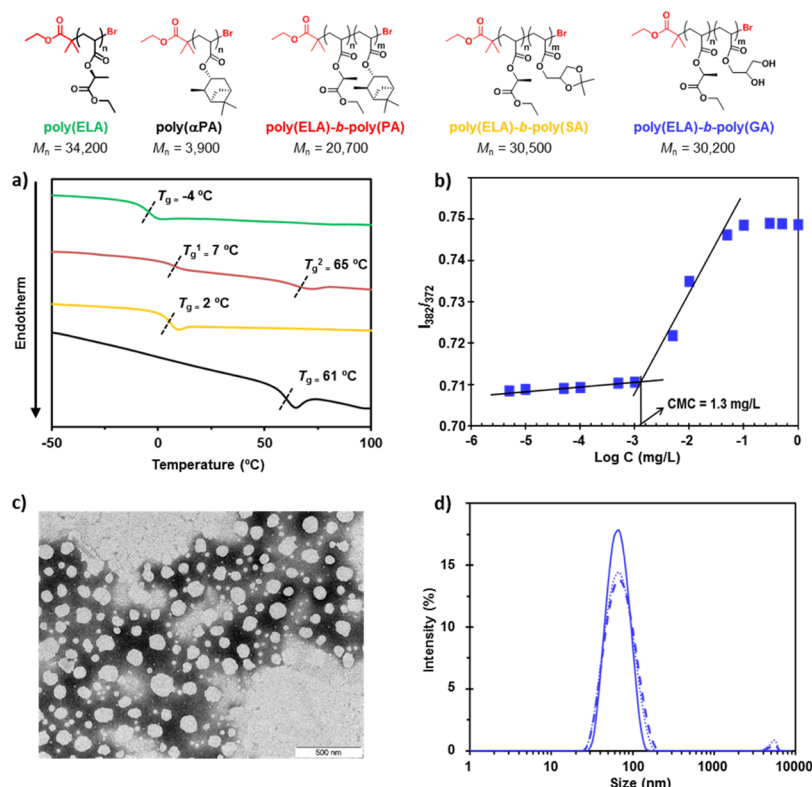 poly(ELA)
Mn = 34,200
poly(αPA)
Mn = 3,900
poly(ELA)-b-poly(PA)
Mn = 20,700
poly(ELA)-b-poly(SA)
Mn = 30,500
poly(ELA)-b-poly(GA)
Mn = 30,200
a)
Endotherm
Tg = -4 ºC
Tg1 = 7 ºC
Tg2 = 65 ºC
Tg = 2 ºC
Tg = 61 ºC
-50 0 50 100
Temperature (ºC)
b)
I382/372
0.75
0.74
0.73
0.72
0.71
0.70
CMC = 1.3 mg/L
-6 -5 -4 -3 -2 -1 0
Log C (mg/L)
c)
500 nm
d)
Intensity (%)
15
10
5
0
1 10 100 1000 10000
Size (nm)